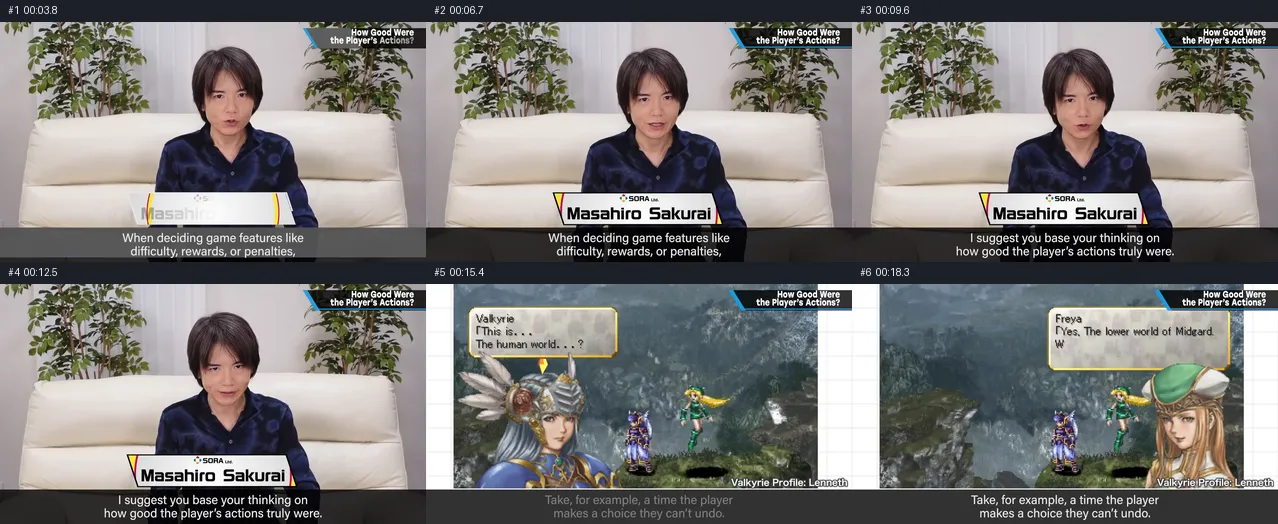 #1 00:03.8
How Good Were
the Player's Actions?
Masahiro
When deciding game features like
difficulty, rewards, or penalties,
#2 00:06.7
How Good Were
the Player's Actions?
SORA Ltd.
Masahiro Sakurai
When deciding game features like
difficulty, rewards, or penalties,
#3 00:09.6
How Good Were
the Player's Actions?
SORA Ltd.
Masahiro Sakurai
I suggest you base your thinking on
how good the player's actions truly were.
#4 00:12.5
How Good Were
the Player's Actions?
SORA Ltd.
Masahiro Sakurai
I suggest you base your thinking on
how good the player's actions truly were.
#5 00:15.4
How Good Were
the Player's Actions?
Valkyrie
「This is...
The human world...?
Valkyrie Profile: Lenneth
Take, for example, a time the player
makes a choice they can't undo.
#6 00:18.3
How Good Were
the Player's Actions?
Freya
「Yes, The lower world of Midgard.
W
Valkyrie Profile: Lenneth
Take, for example, a time the player
makes a choice they can't undo.